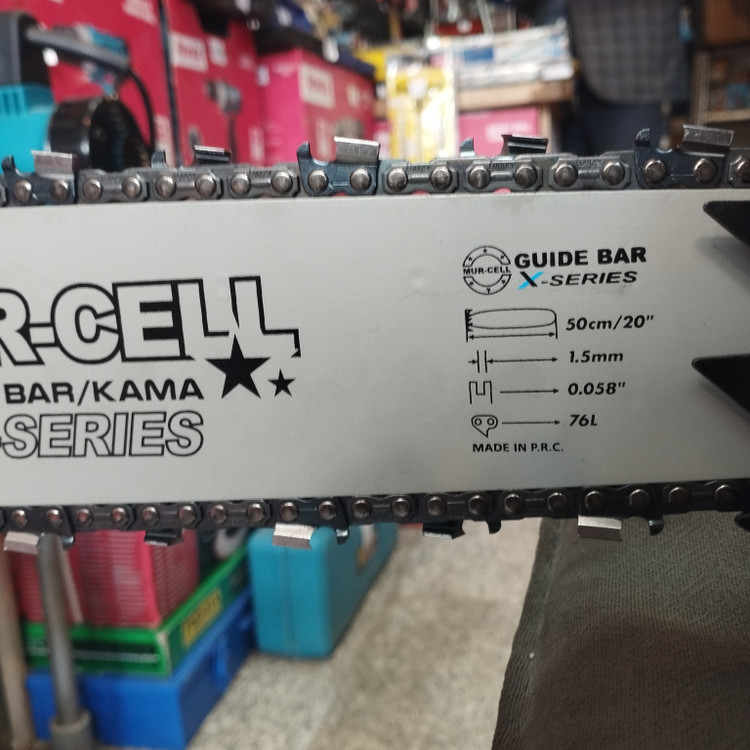 R-CELL
BAR/KAMA
-SERIES
MUR-CELL
GUIDE BAR
X-SERIES
50cm/20"
1.5mm
0.058"
76L
MADE IN P.R.C.